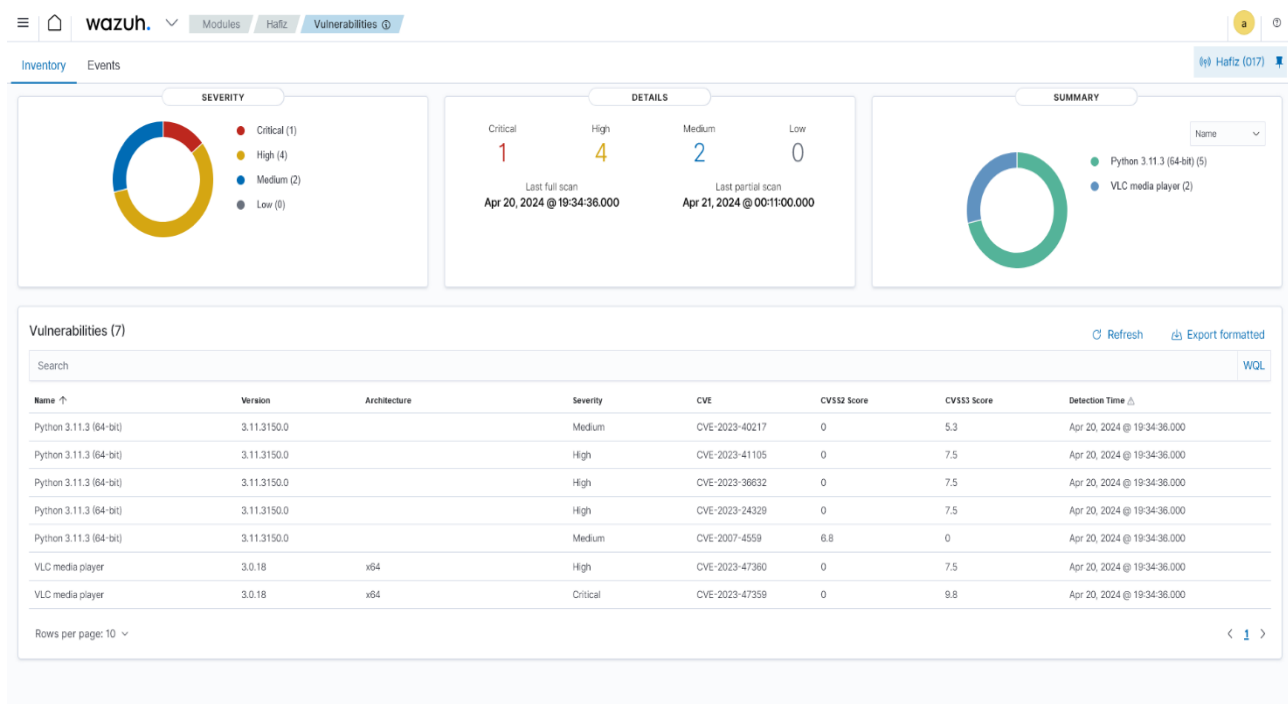 wazuh. Modules Hafiz Vulnerabilities
a
Inventory Events
Hafiz (017)
SEVERITY
Critical (1)
High (4)
Medium (2)
Low (0)
DETAILS
Critical High Medium Low
1 4 2 0
Last full scan Last partial scan
Apr 20, 2024 @ 19:34:36.000 Apr 21, 2024 @ 00:11:00.000
SUMMARY
Name
Python 3.11.3 (64-bit) (5)
VLC media player (2)
Vulnerabilities (7)
Refresh Export formatted
Search WQL
Name Version Architecture Severity CVE CVSS2 Score CVSS3 Score Detection Time
Python 3.11.3 (64-bit) 3.11.3150.0 Medium CVE-2023-40217 0 5.3 Apr 20, 2024 @ 19:34:36.000
Python 3.11.3 (64-bit) 3.11.3150.0 High CVE-2023-41105 0 7.5 Apr 20, 2024 @ 19:34:36.000
Python 3.11.3 (64-bit) 3.11.3150.0 High CVE-2023-36632 0 7.5 Apr 20, 2024 @ 19:34:36.000
Python 3.11.3 (64-bit) 3.11.3150.0 High CVE-2023-24329 0 7.5 Apr 20, 2024 @ 19:34:36.000
Python 3.11.3 (64-bit) 3.11.3150.0 Medium CVE-2007-4559 6.8 0 Apr 20, 2024 @ 19:34:36.000
VLC media player 3.0.18 x64 High CVE-2023-47360 0 7.5 Apr 20, 2024 @ 19:34:36.000
VLC media player 3.0.18 x64 Critical CVE-2023-47359 0 9.8 Apr 20, 2024 @ 19:34:36.000
Rows per page: 10
1